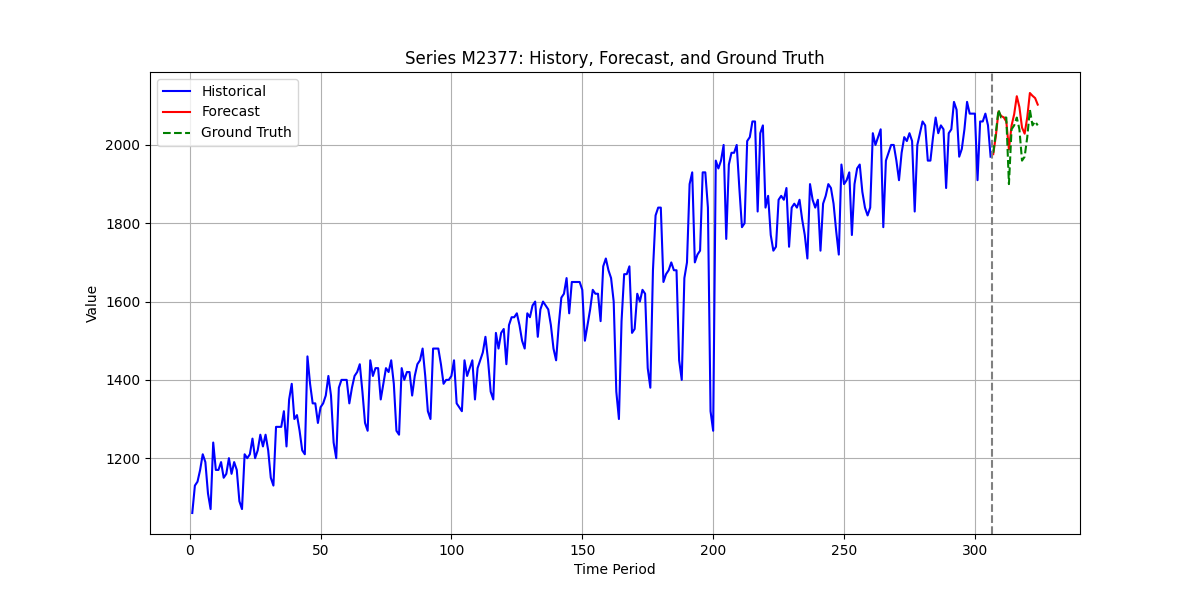 Series M2377: History, Forecast, and Ground Truth
Historical
Forecast
Ground Truth
Value
2000
1800
1600
1400
1200
0 50 100 150 200 250 300
Time Period